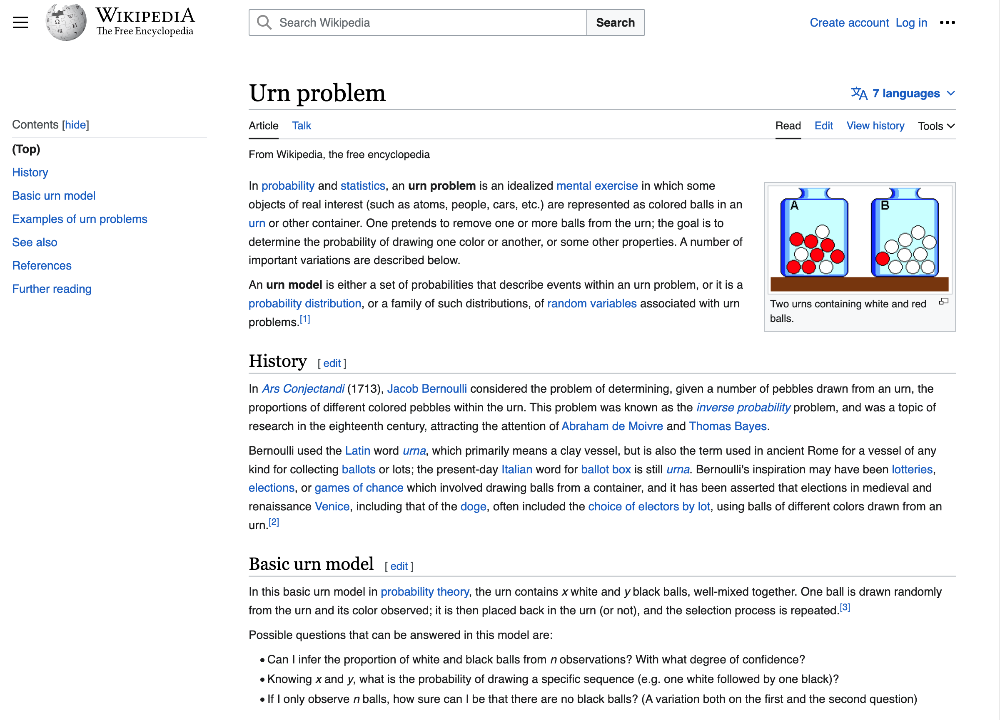 WIKIPEDIA
The Free Encyclopedia
Search Wikipedia
Search
Create account Log in
Urn problem
7 languages
Contents [hide]
(Top)
History
Basic urn model
Examples of urn problems
See also
References
Further reading
Article Talk
Read Edit View history Tools
From Wikipedia, the free encyclopedia
In probability and statistics, an urn problem is an idealized mental exercise in which some
objects of real interest (such as atoms, people, cars, etc.) are represented as colored balls in an
urn or other container. One pretends to remove one or more balls from the urn; the goal is to
determine the probability of drawing one color or another, or some other properties. A number of
important variations are described below.
An urn model is either a set of probabilities that describe events within an urn problem, or it is a
probability distribution, or a family of such distributions, of random variables associated with urn
problems.[1]
A
B
Two urns containing white and red
balls.
History [ edit ]
In Ars Conjectandi (1713), Jacob Bernoulli considered the problem of determining, given a number of pebbles drawn from an urn, the
proportions of different colored pebbles within the urn. This problem was known as the inverse probability problem, and was a topic of
research in the eighteenth century, attracting the attention of Abraham de Moivre and Thomas Bayes.
Bernoulli used the Latin word urna, which primarily means a clay vessel, but is also the term used in ancient Rome for a vessel of any
kind for collecting ballots or lots; the present-day Italian word for ballot box is still urna. Bernoulli's inspiration may have been lotteries,
elections, or games of chance which involved drawing balls from a container, and it has been asserted that elections in medieval and
renaissance Venice, including that of the doge, often included the choice of electors by lot, using balls of different colors drawn from an
urn.[2]
Basic urn model [ edit ]
In this basic urn model in probability theory, the urn contains x white and y black balls, well-mixed together. One ball is drawn randomly
from the urn and its color observed; it is then placed back in the urn (or not), and the selection process is repeated.[3]
Possible questions that can be answered in this model are:
• Can I infer the proportion of white and black balls from n observations? With what degree of confidence?
• Knowing x and y, what is the probability of drawing a specific sequence (e.g. one white followed by one black)?
• If I only observe n balls, how sure can I be that there are no black balls? (A variation both on the first and the second question)